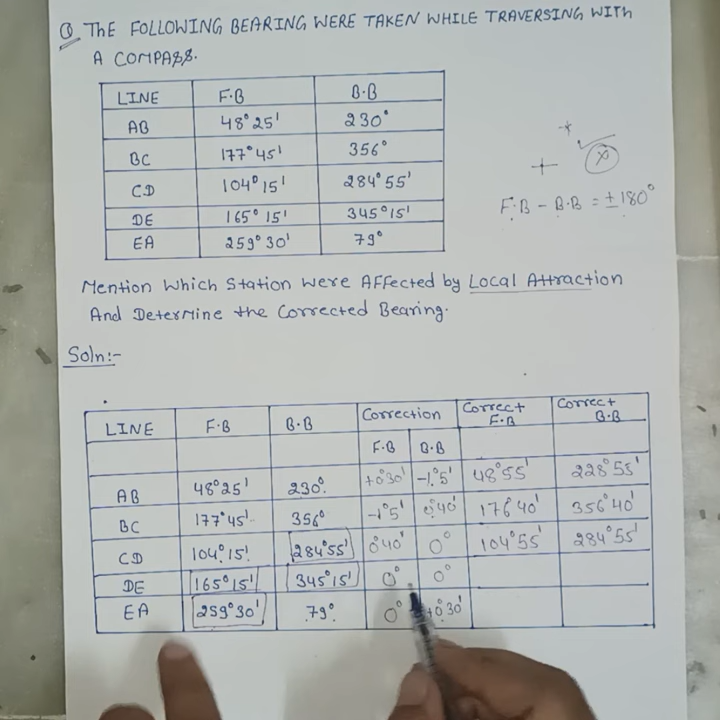 Q THE FOLLOWING BEARING WERE TAKEN WHILE TRAVERSING WITH
A COMPASS.
LINE F.B B.B
AB 48°25' 230°
BC 177°45' 356°
CD 104°15' 284°55'
DE 165°15' 345°15'
EA 259°30' 79°
F.B - B.B = ±180°
Mention Which Station Were Affected by Local Attraction
And Determine the Corrected Bearing.
Soln:-
LINE F.B B.B Correction Correct F.B Correct B.B
F.B B.B
AB 48°25' 230° +0°30' -1°5' 48°55' 228°55'
BC 177°45' 356° -1°5' 0°40' 176°40' 356°40'
CD 104°15' 284°55' 0°40' 0° 104°55' 284°55'
DE 165°15' 345°15' 0° 0°
EA 259°30' 79° 0° +0°30'